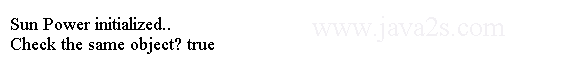 Sun Power initialized..
Check the same object? true
www.java2s.com